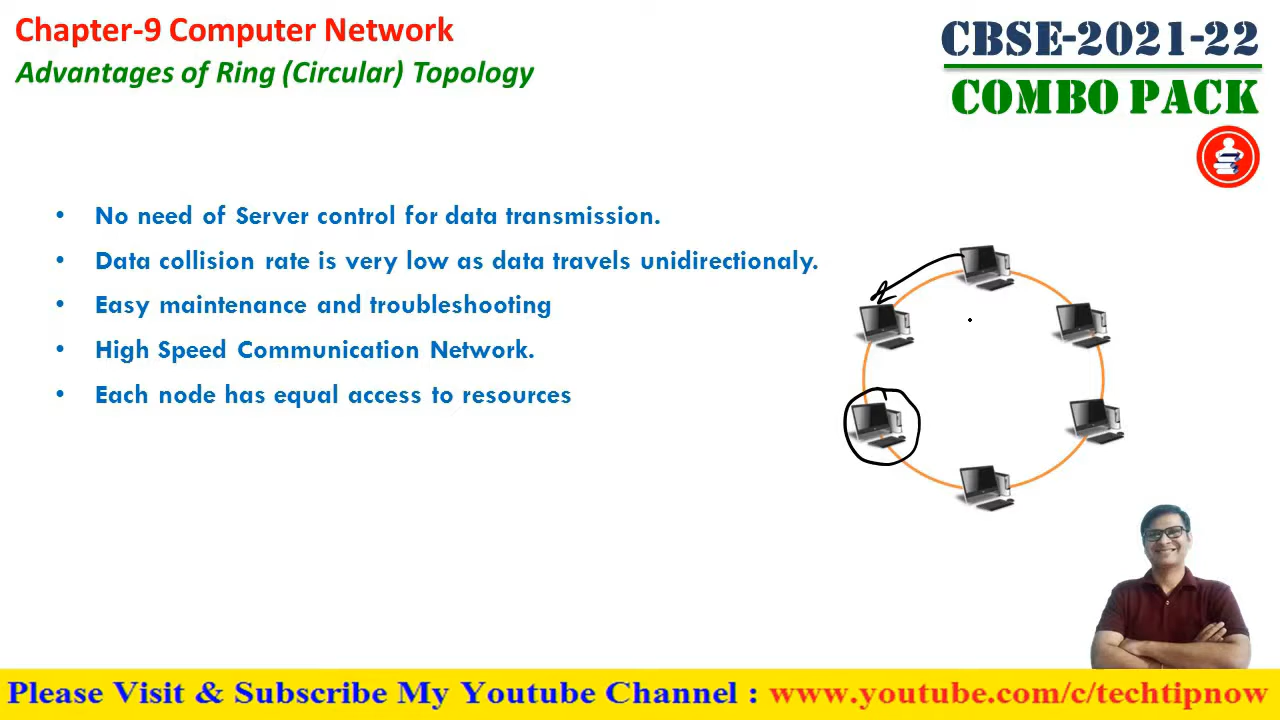 Chapter-9 Computer Network
Advantages of Ring (Circular) Topology
CBSE-2021-22
COMBO PACK
• No need of Server control for data transmission.
• Data collision rate is very low as data travels unidirectionaly.
• Easy maintenance and troubleshooting
• High Speed Communication Network.
• Each node has equal access to resources
Please Visit & Subscribe My Youtube Channel : www.youtube.com/c/techtipnow